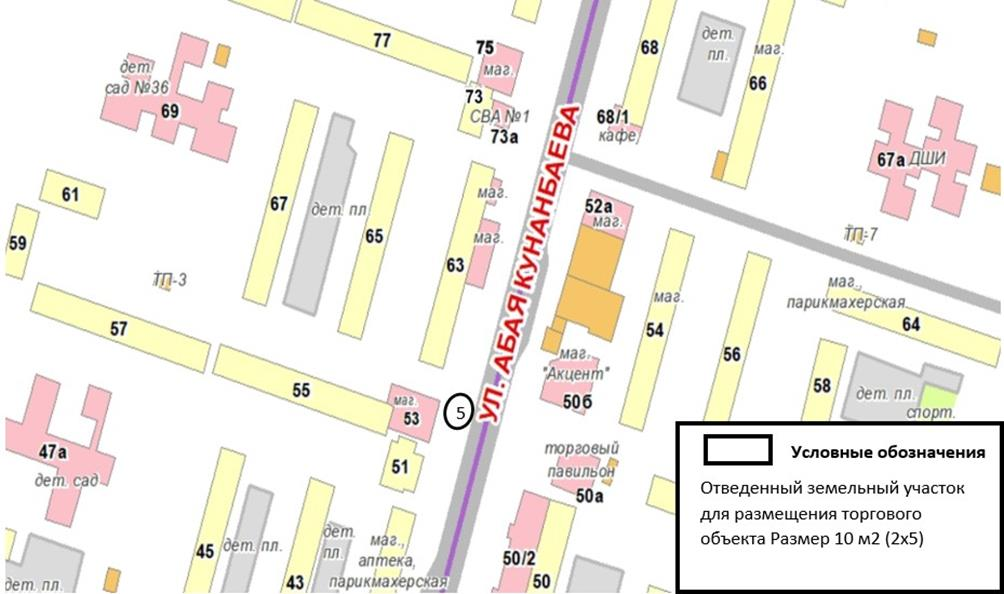 77
75
маг.
68
дет.
пл.
маг.
66
дет.
сад №36
69
73
СВА №1
73а
68/1
кафе
67а ДШИ
61
67
дет. пл.
65
маг.
маг.
63
УЛ. АБАЯ КУНАНБАЕВА
52а
маг.
ТП-7
59
ТП-3
маг.
54
маг.,
парикмахерская
64
57
55
56
маг.
"Акцент"
50б
58
дет. пл.
спорт.
маг.
53
5
47а
дет. сад
51
торговый
павильон
50а
45
дет. пл.
43
дет.
пл.
маг.,
аптека,
парикмахерская
50/2
50
дет. пл.
Условные обозначения
Отведенный земельный участок
для размещения торгового
объекта Размер 10 м2 (2х5)